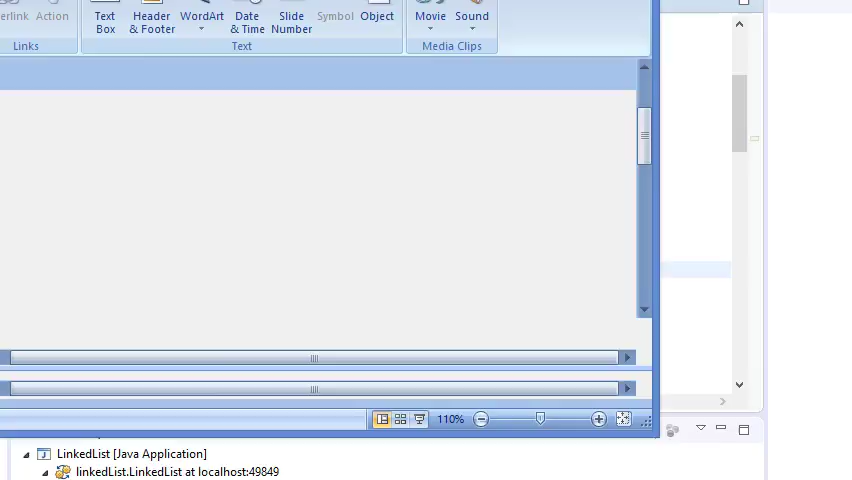 Action
Text Box
Header & Footer
WordArt
Date & Time
Slide Number
Symbol
Object
Movie
Sound
Links
Text
Media Clips
110%
LinkedList [Java Application]
linkedList.LinkedList at localhost:49849